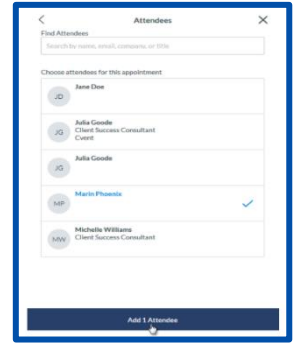 Attendees
Find Attendees
Search by name, email, company, or title
Choose attendees for this appointment
JD
Jane Doe
JG
Julia Goode
Client Success Consultant
Cvent
JG
Julia Goode
MP
Marin Phoenix
MW
Michelle Williams
Client Success Consultant
Add 1 Attendee